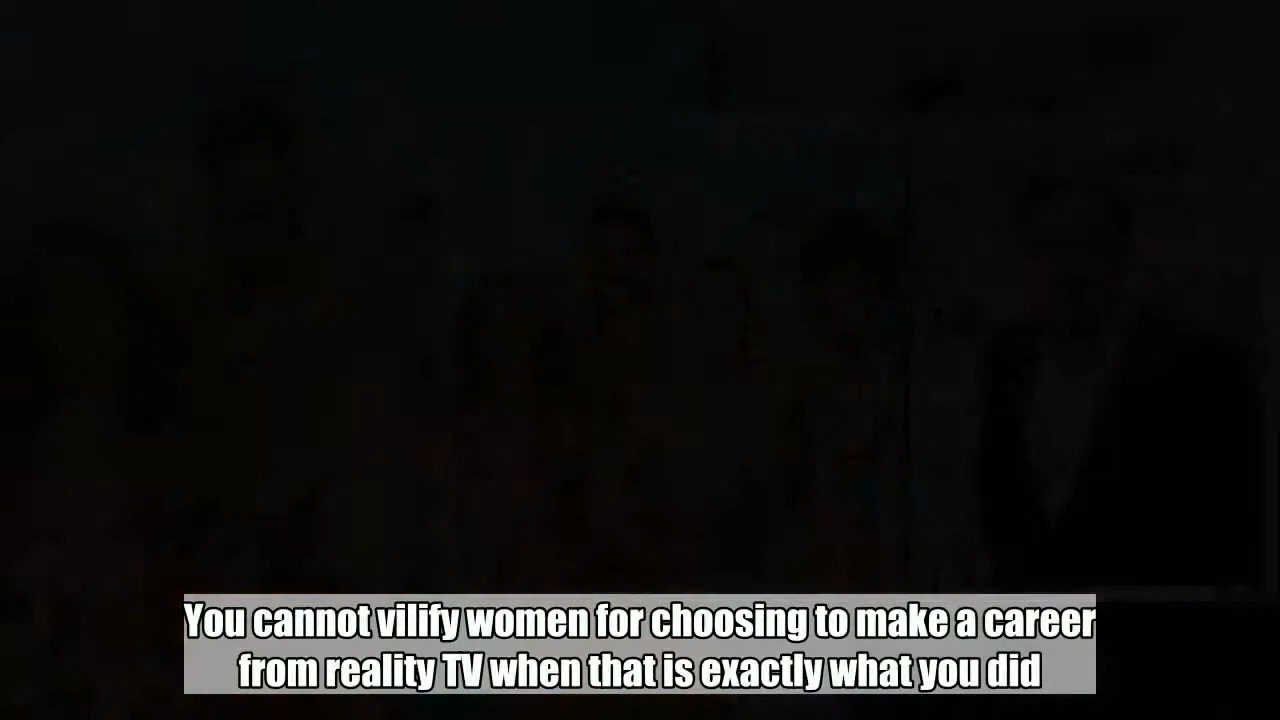 You cannot vilify women for choosing to make a career
from reality TV when that is exactly what you did